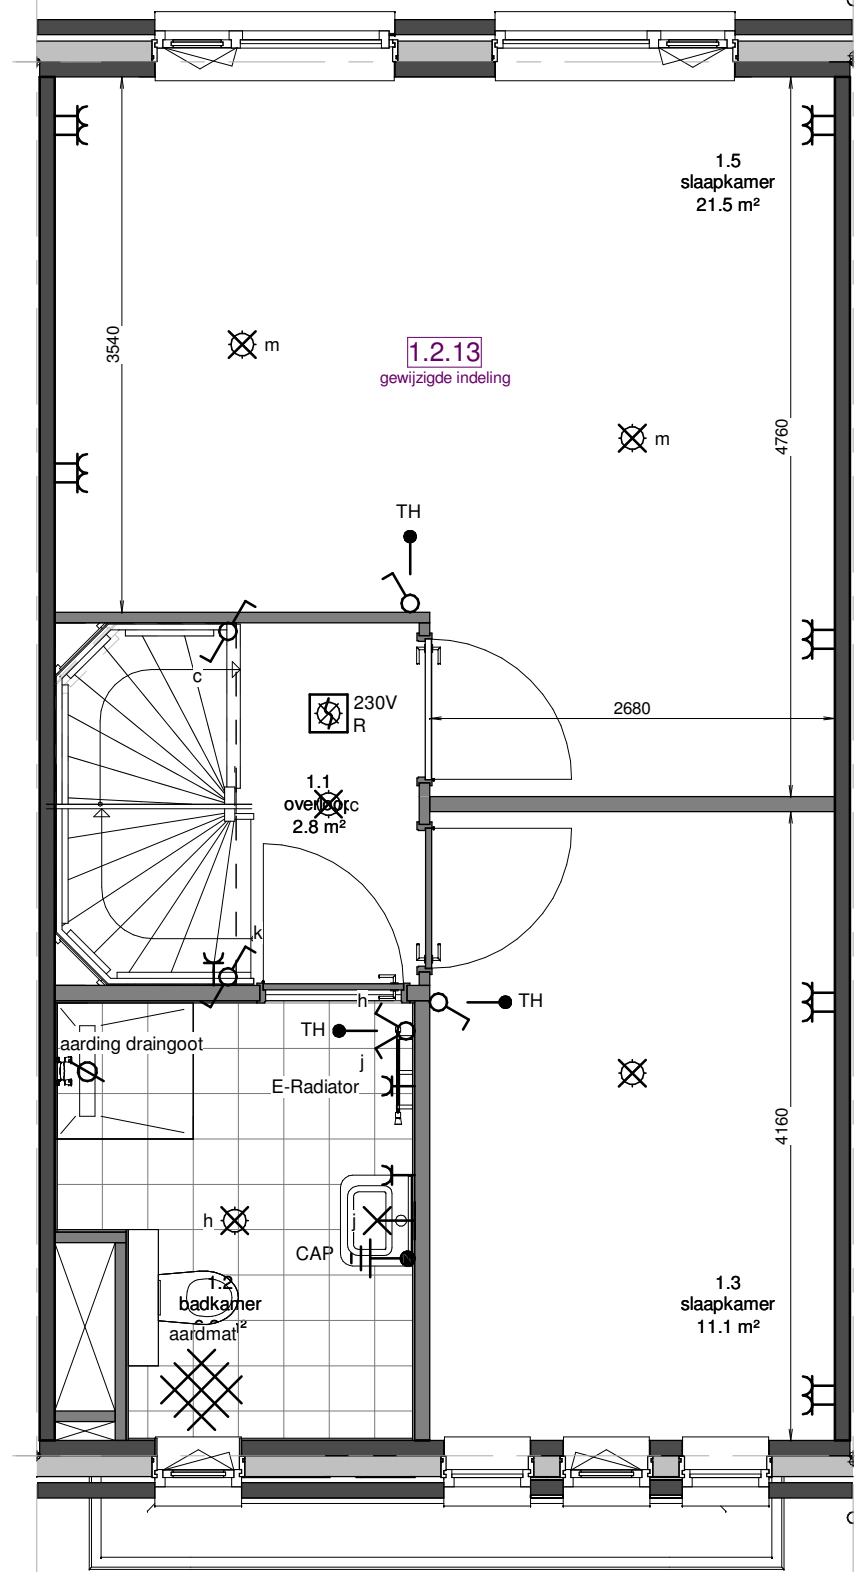 1.5
slaapkamer
21.5 m²
3540
m
1.2.13
gewijzigde indeling
4760
m
TH
c
230V
R
2680
1.1
c
2.8 m²
k
h
TH
TH
aarding draingoot
j
E-Radiator
4160
h
j
CAP
1.2
badkamer
aardmat
1.3
slaapkamer
11.1 m²